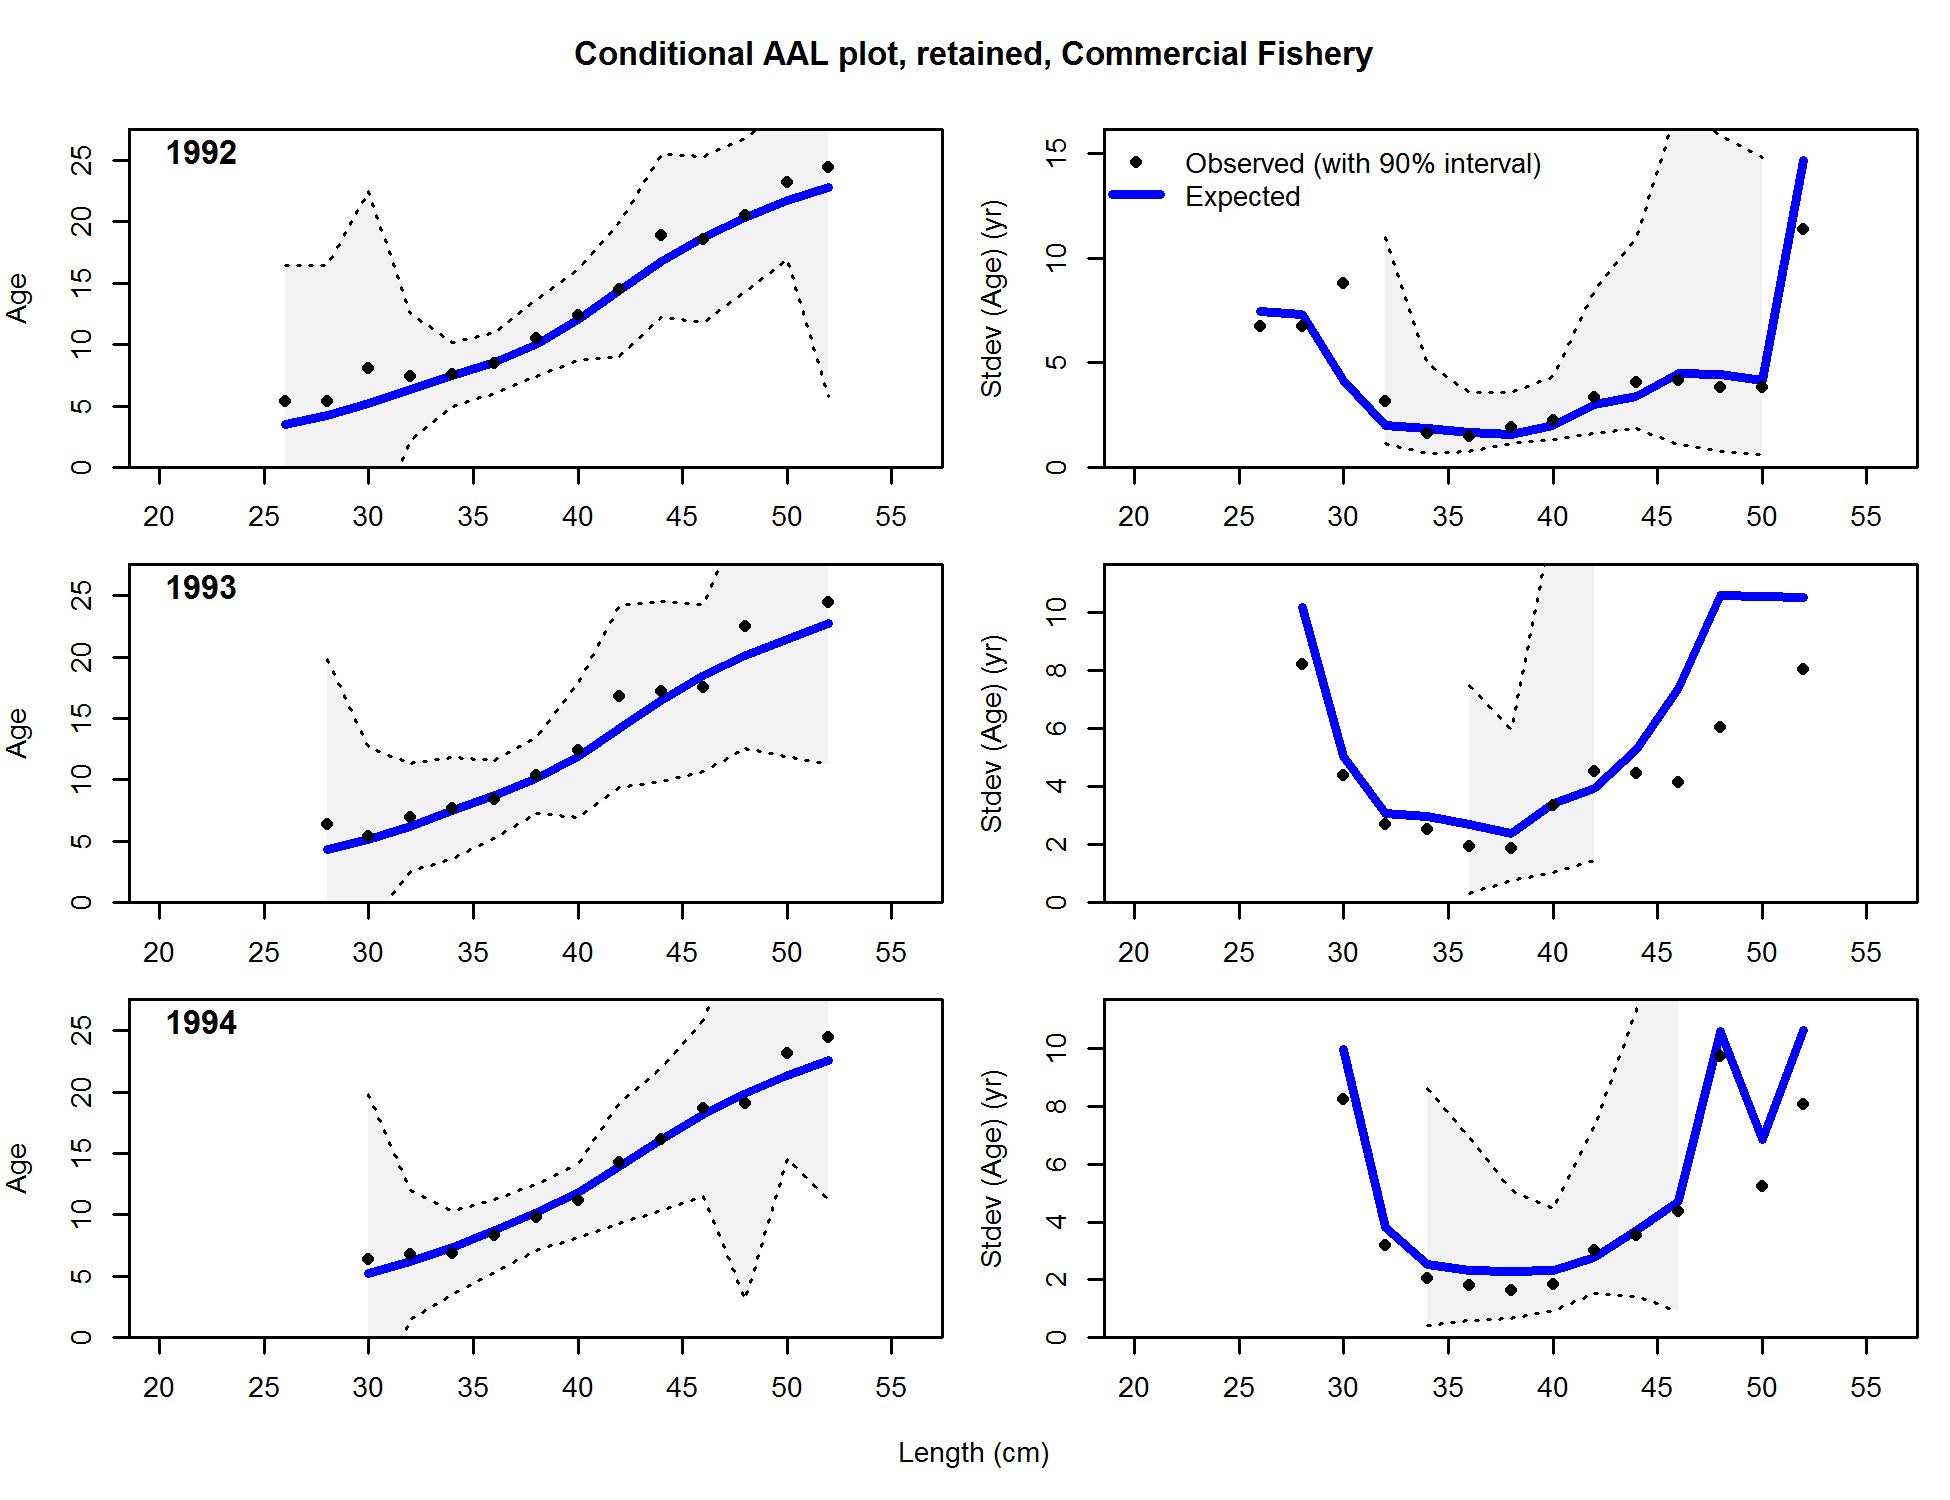 Conditional AAL plot, retained, Commercial Fishery
1992
Age
0 5 10 15 20 25
20 25 30 35 40 45 50 55
Observed (with 90% interval)
Expected
Stdev (Age) (yr)
0 5 10 15
20 25 30 35 40 45 50 55
1993
Age
0 5 10 15 20 25
20 25 30 35 40 45 50 55
Stdev (Age) (yr)
0 2 4 6 8 10
20 25 30 35 40 45 50 55
1994
Age
0 5 10 15 20 25
20 25 30 35 40 45 50 55
Stdev (Age) (yr)
0 2 4 6 8 10
20 25 30 35 40 45 50 55
Length (cm)